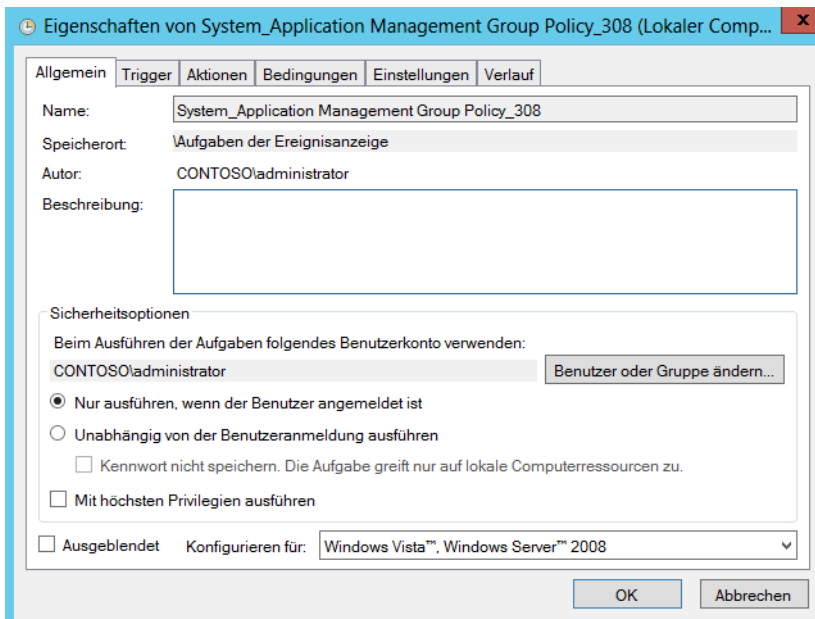 Eigenschaften von System_Application Management Group Policy_308 (Lokaler Comp... x
Allgemein Trigger Aktionen Bedingungen Einstellungen Verlauf
Name: System_Application Management Group Policy_308
Speicherort: \Aufgaben der Ereignisanzeige
Autor: CONTOSO\administrator
Beschreibung:
Sicherheitsoptionen
Beim Ausführen der Aufgaben folgendes Benutzerkonto verwenden:
CONTOSO\administrator Benutzer oder Gruppe ändern...
Nur ausführen, wenn der Benutzer angemeldet ist
Unabhängig von der Benutzeranmeldung ausführen
Kennwort nicht speichern. Die Aufgabe greift nur auf lokale Computerressourcen zu.
Mit höchsten Privilegien ausführen
Ausgeblendet Konfigurieren für: Windows Vista™, Windows Server™ 2008
OK Abbrechen